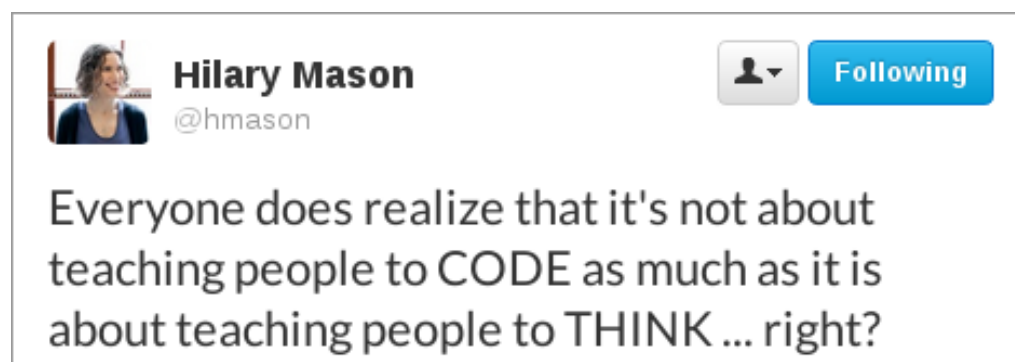 Hilary Mason
@hmason
Following
Everyone does realize that it's not about
teaching people to CODE as much as it is
about teaching people to THINK ... right?